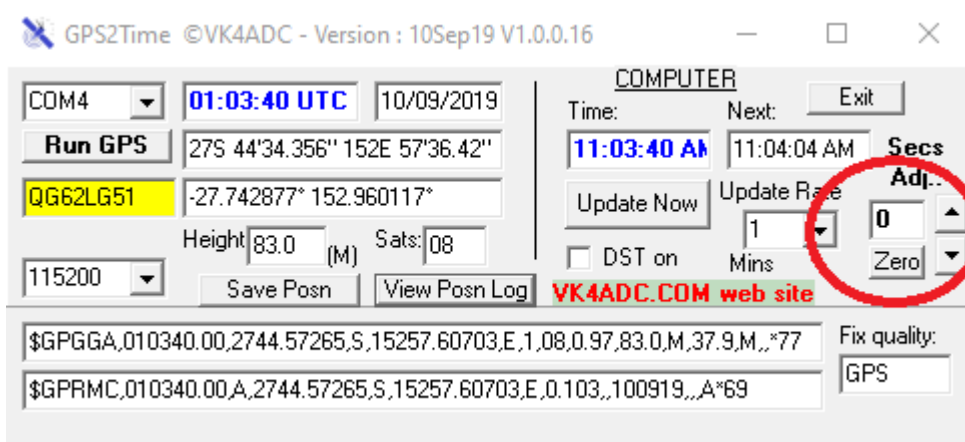 GPS2Time ©VK4ADC - Version : 10Sep19 V1.0.0.16
COM4
01:03:40 UTC
10/09/2019
COMPUTER
Time:
Next:
Exit
Run GPS
27S 44'34.356'' 152E 57'36.42''
11:03:40 AM
11:04:04 AM
Secs
Adj..
QG62LG51
-27.742877° 152.960117°
Update Now
Update Rate
0
Height
83.0
(M)
Sats:
08
1
DST on
Mins
Zero
115200
Save Posn
View Posn Log
VK4ADC.COM web site
$GPGGA,010340.00,2744.57265,S,15257.60703,E,1,08,0.97,83.0,M,37.9,M,,*77
Fix quality:
$GPRMC,010340.00,A,2744.57265,S,15257.60703,E,0.103,,100919,,,A*69
GPS